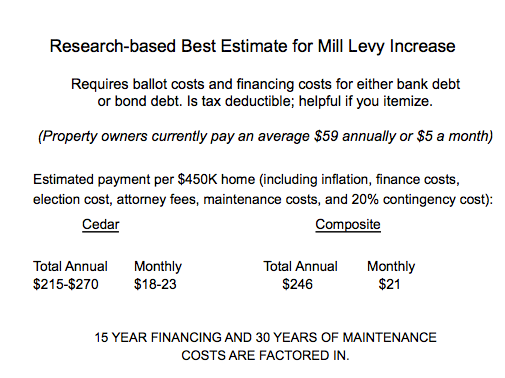 Research-based Best Estimate for Mill Levy Increase
Requires ballot costs and financing costs for either bank debt
or bond debt. Is tax deductible; helpful if you itemize.
(Property owners currently pay an average $59 annually or $5 a month)
Estimated payment per $450K home (including inflation, finance costs,
election cost, attorney fees, maintenance costs, and 20% contingency cost):
Cedar Composite
Total Annual Monthly Total Annual Monthly
$215-$270 $18-23 $246 $21
15 YEAR FINANCING AND 30 YEARS OF MAINTENANCE
COSTS ARE FACTORED IN.